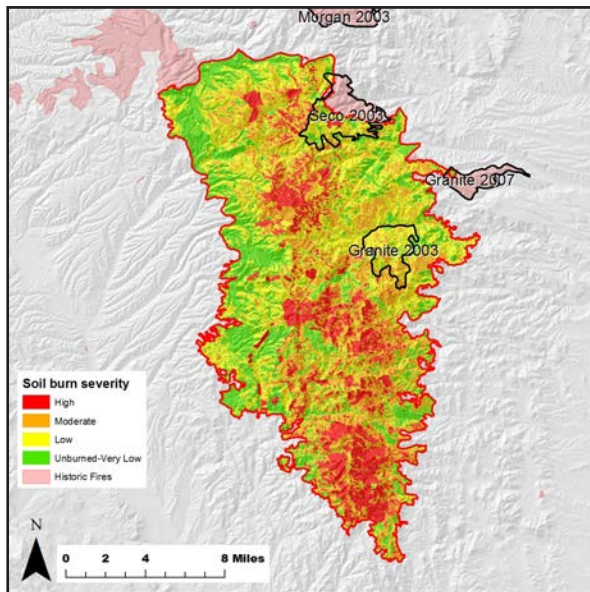 Morgan 2003
Seco 2003
Granite 2007
Granite 2003
Soil burn severity
High
Moderate
Low
Unburned-Very Low
Historic Fires
N
0 2 4 8 Miles